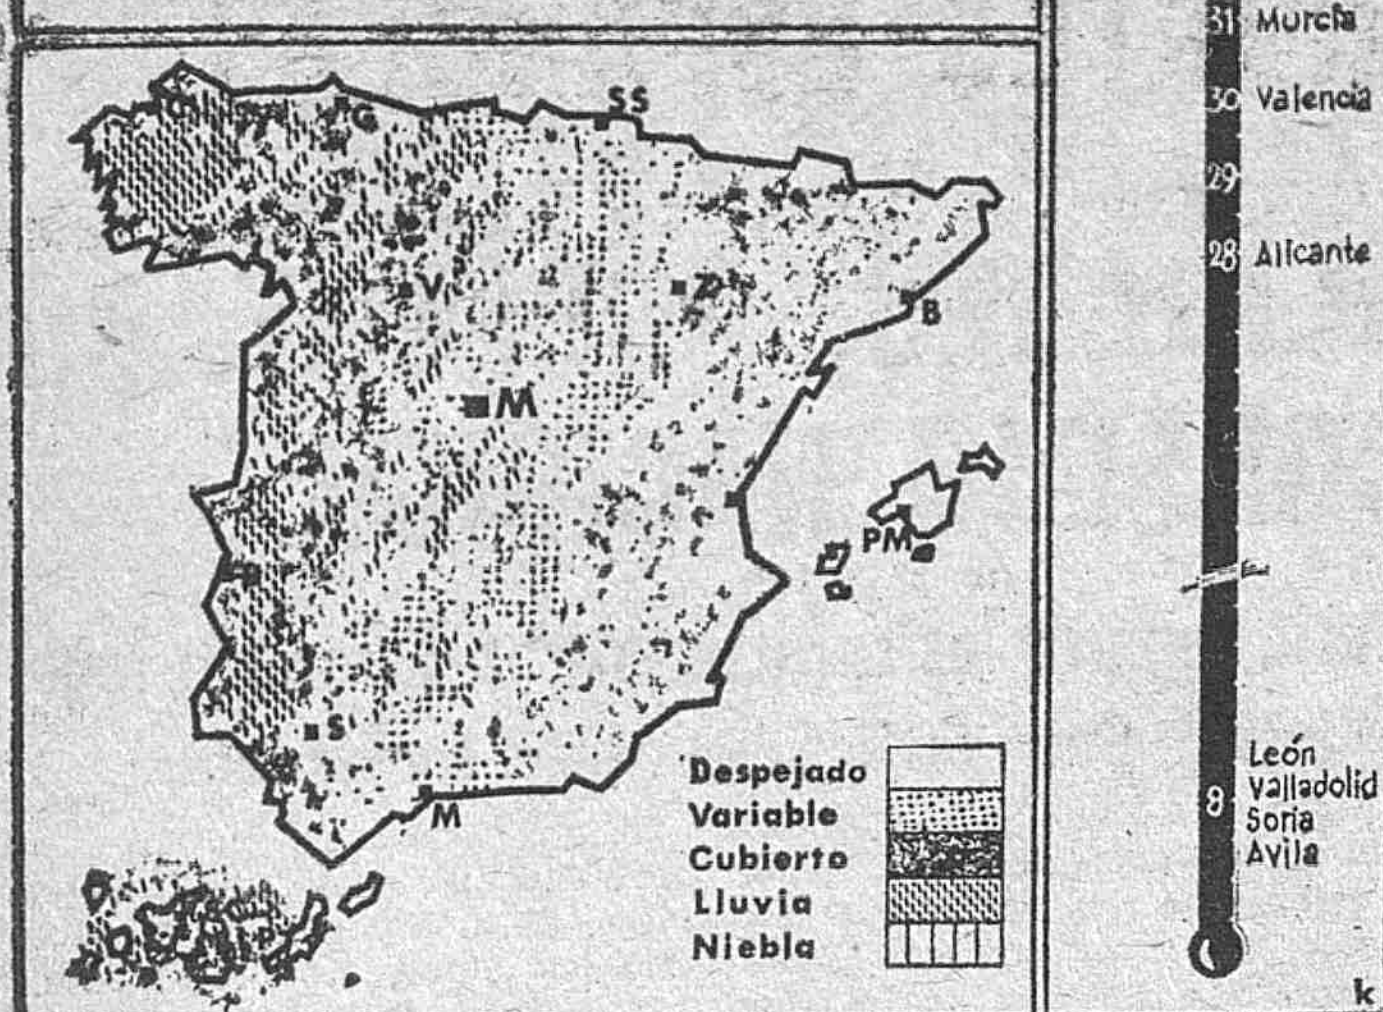 SS
G
V
Z
B
M
PM
S
M
Despejado
Variable
Cubierto
Lluvia
Niebla
31 Murcia
30 Valencia
29
28 Alicante
8
León
Valladolid
Soria
Avila
k